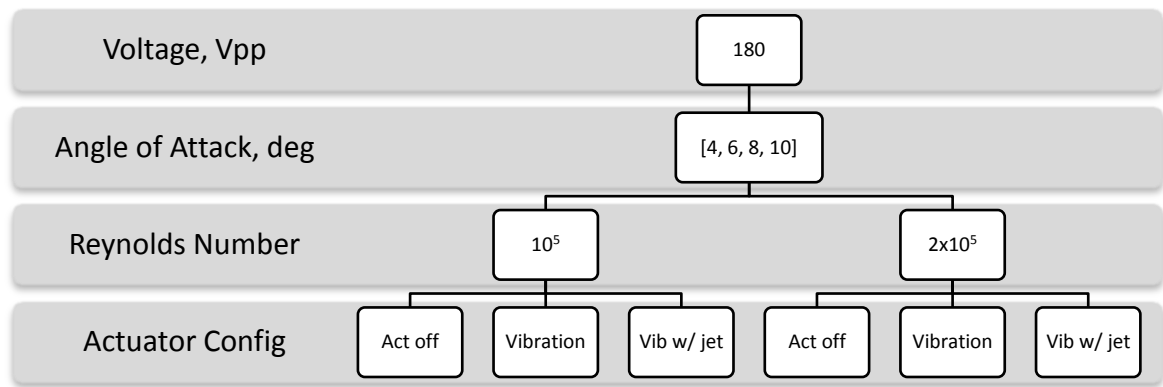 Voltage, Vpp
180
Angle of Attack, deg
[4, 6, 8, 10]
Reynolds Number
10⁵
2x10⁵
Actuator Config
Act off
Vibration
Vib w/ jet
Act off
Vibration
Vib w/ jet